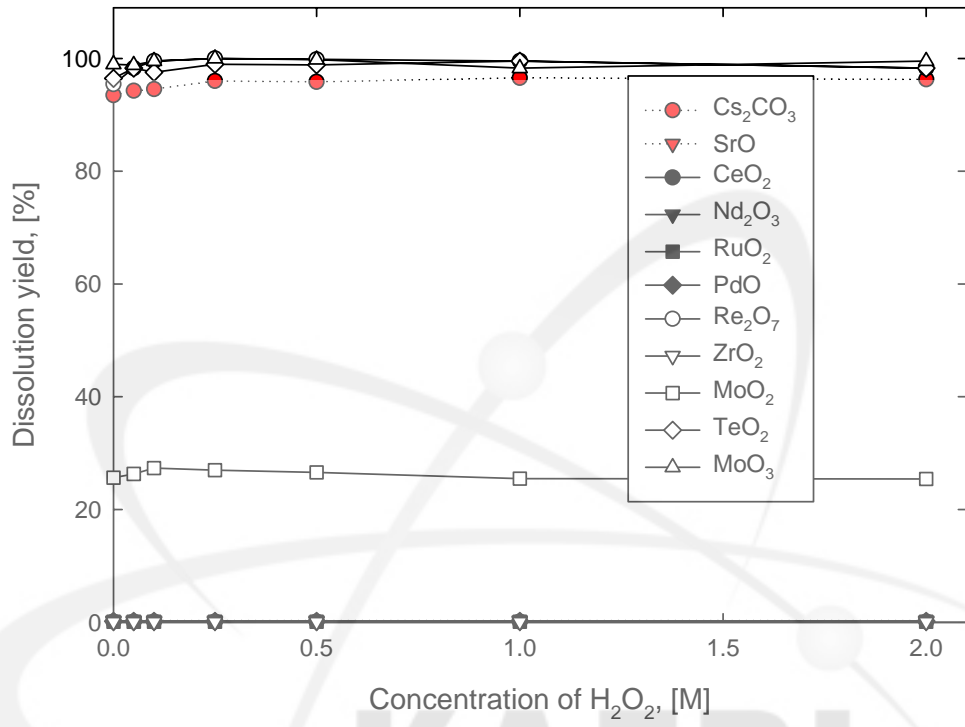 Dissolution yield, [%]
100
80
60
40
20
0
0.0
0.5
1.0
1.5
2.0
Concentration of H₂O₂, [M]
Cs₂CO₃
SrO
CeO₂
Nd₂O₃
RuO₂
PdO
Re₂O₇
ZrO₂
MoO₂
TeO₂
MoO₃